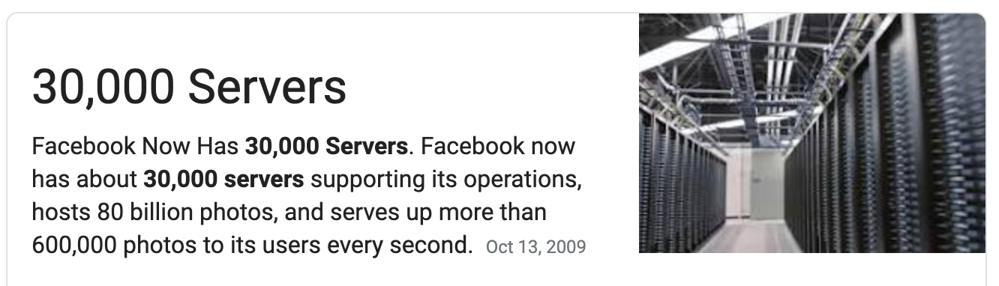 30,000 Servers
Facebook Now Has 30,000 Servers. Facebook now
has about 30,000 servers supporting its operations,
hosts 80 billion photos, and serves up more than
600,000 photos to its users every second. Oct 13, 2009